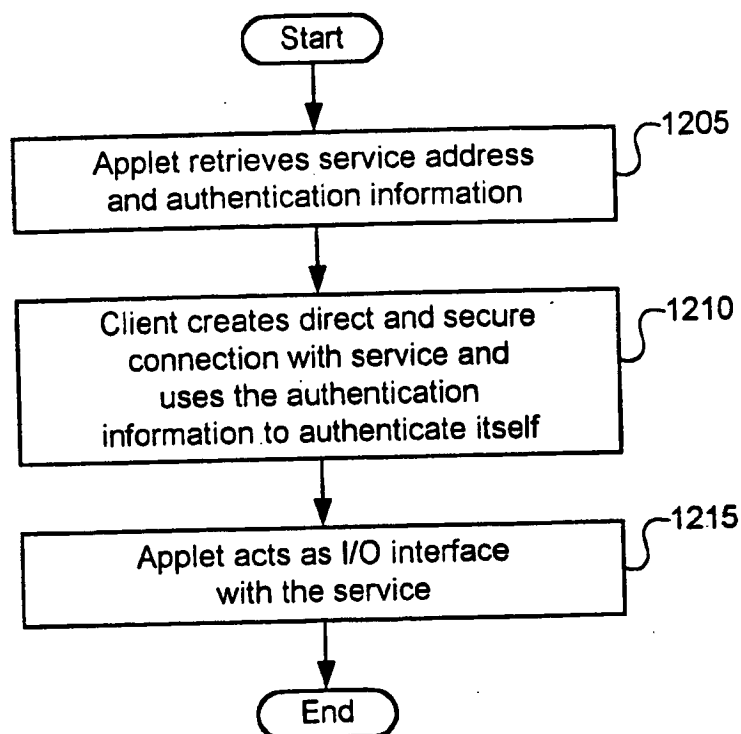 Start
1205
Applet retrieves service address
and authentication information
1210
Client creates direct and secure
connection with service and
uses the authentication
information to authenticate itself
1215
Applet acts as I/O interface
with the service
End